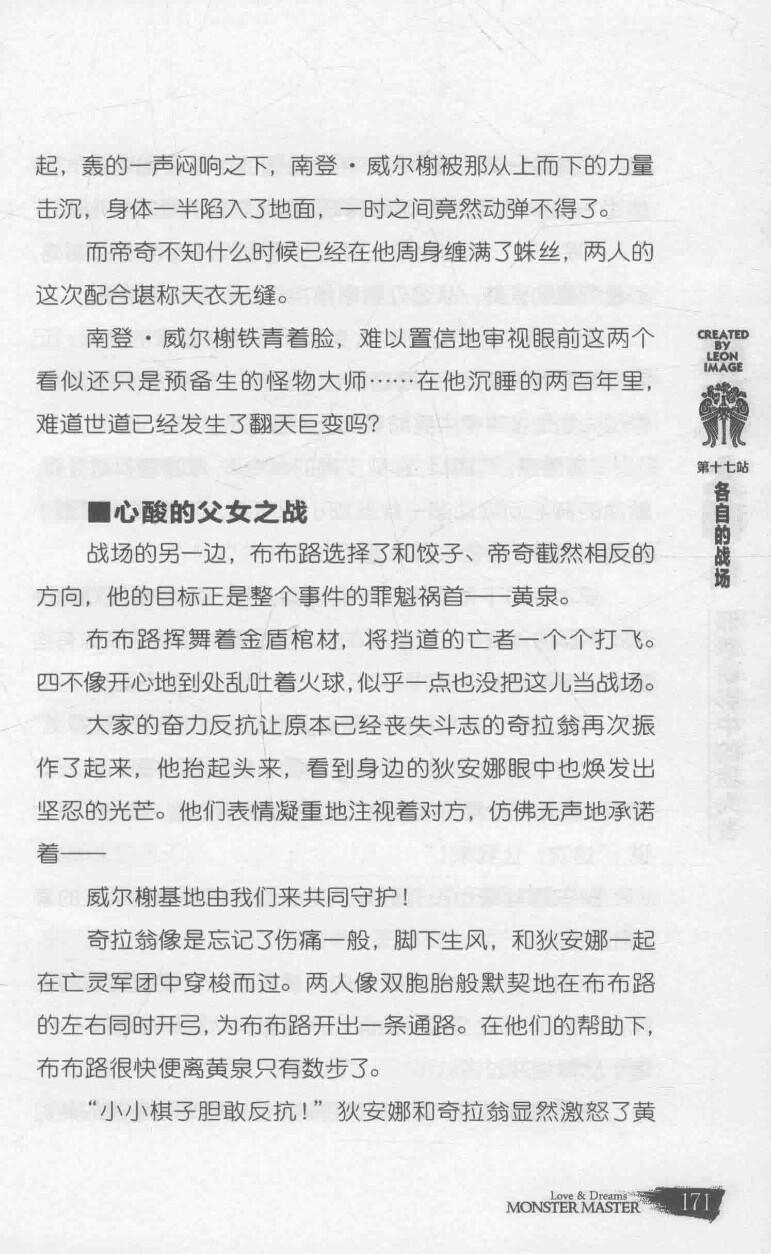 起，轰的一声闷响之下，南登·威尔榭被那从上而下的力量
击沉，身体一半陷入了地面，一时之间竟然动弹不得了。
而帝奇不知什么时候已经在他周身缠满了蛛丝，两人的
这次配合堪称天衣无缝。
南登·威尔榭铁青着脸，难以置信地审视眼前这两个
看似还只是预备生的怪物大师……在他沉睡的两百年里，
难道世道已经发生了翻天巨变吗？
■心酸的父女之战
战场的另一边，布布路选择了和饺子、帝奇截然相反的
方向，他的目标正是整个事件的罪魁祸首——黄泉。
布布路挥舞着金盾棺材，将挡道的亡者一个个打飞。
四不像开心地到处乱吐着火球，似乎一点也没把这儿当战场。
大家的奋力反抗让原本已经丧失斗志的奇拉翁再次振
作了起来，他抬起头来，看到身边的狄安娜眼中也焕发出
坚忍的光芒。他们表情凝重地注视着对方，仿佛无声地承诺
着——
威尔榭基地由我们来共同守护！
奇拉翁像是忘记了伤痛一般，脚下生风，和狄安娜一起
在亡灵军团中穿梭而过。两人像双胞胎般默契地在布布路
的左右同时开弓，为布布路开出一条通路。在他们的帮助下，
布布路很快便离黄泉只有数步了。
“小小棋子胆敢反抗！”狄安娜和奇拉翁显然激怒了黄
CREATED
BY
LEON
IMAGE
第十七站
各自的战场
Love & Dreams
MONSTER MASTER
171